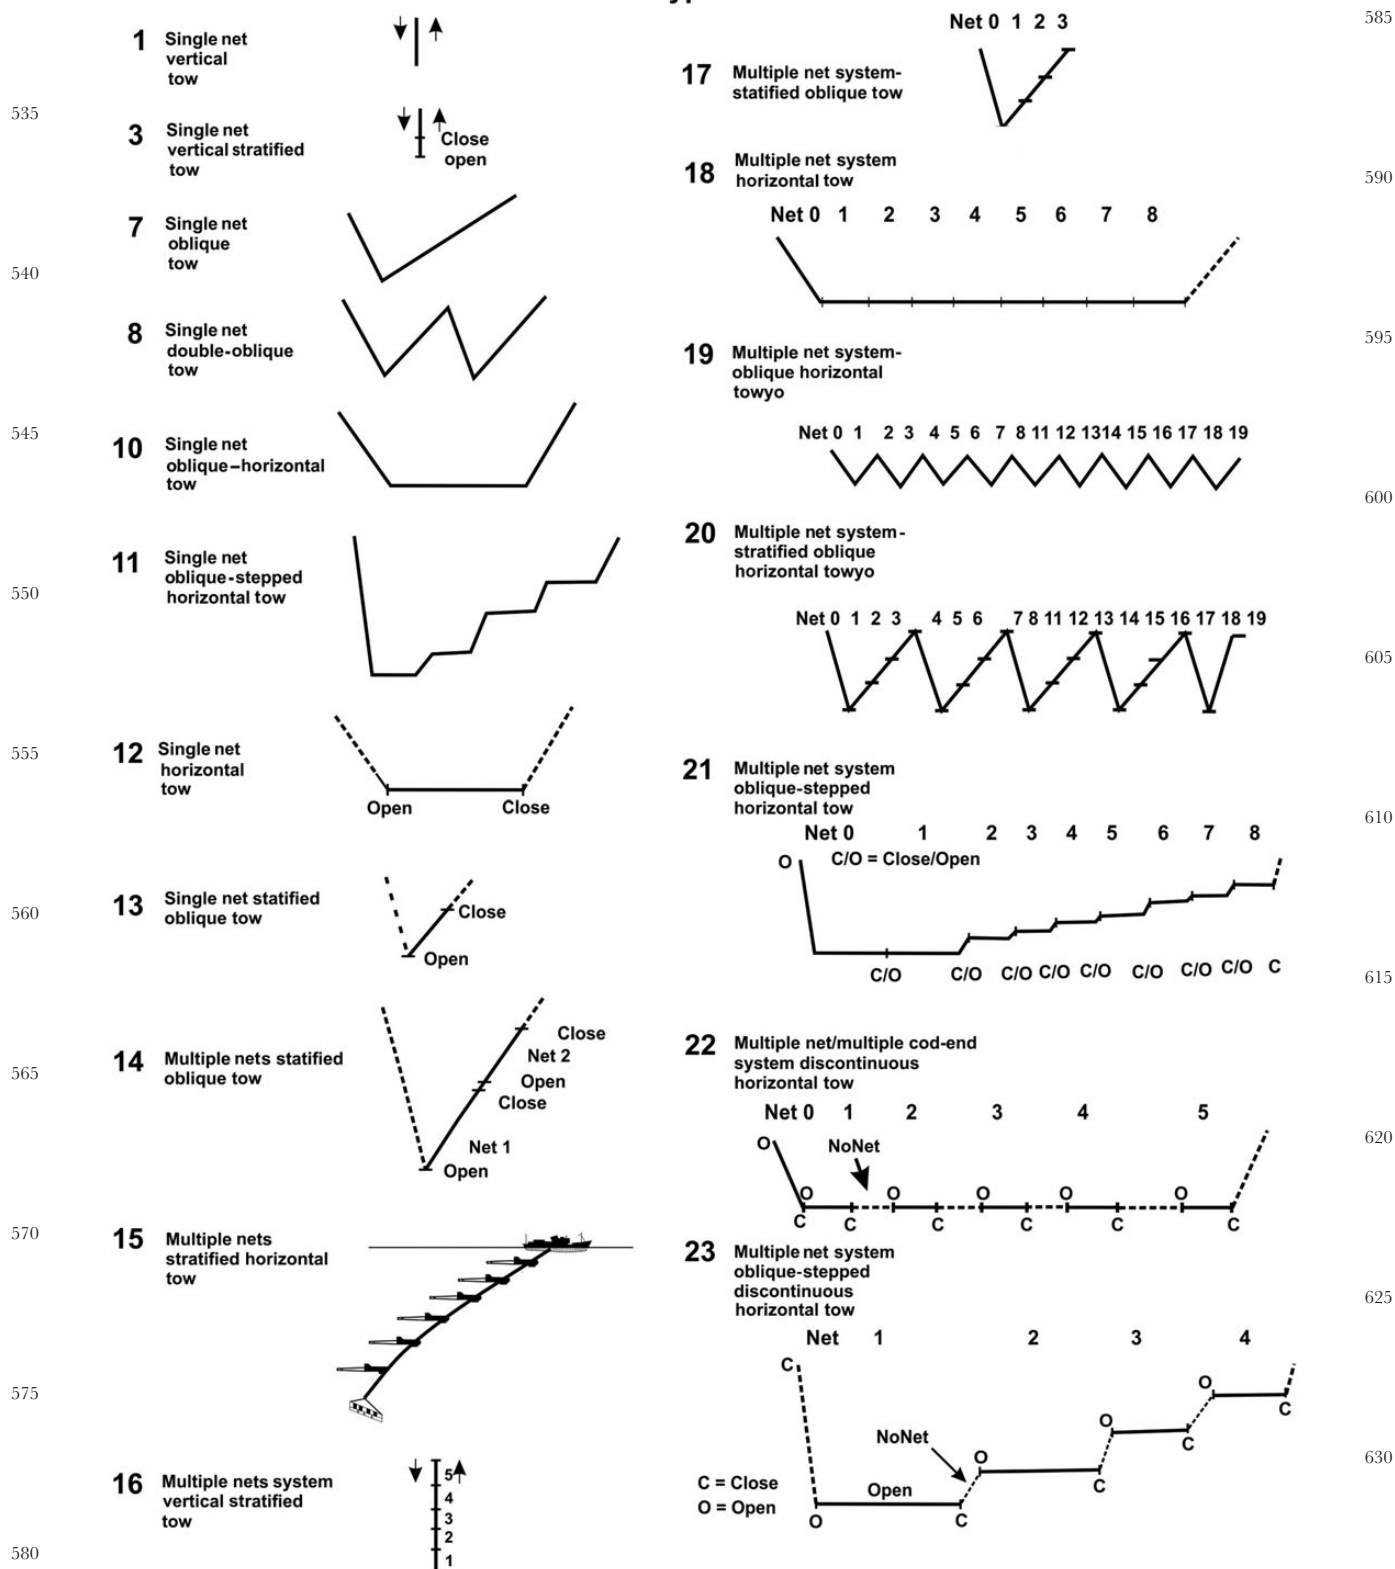 1 Single net
vertical
tow
535
3 Single net
vertical stratified
tow
Close
open
7 Single net
oblique
tow
540
8 Single net
double-oblique
tow
545
10 Single net
oblique–horizontal
tow
11 Single net
oblique-stepped
horizontal tow
550
12 Single net
horizontal
tow
555
Open Close
13 Single net statified
oblique tow
560
Close
Open
14 Multiple nets statified
oblique tow
565
Close
Net 2
Open
Close
Net 1
Open
15 Multiple nets
stratified horizontal
tow
570
575
16 Multiple nets system
vertical stratified
tow
5
4
3
2
1
580
585
Net 0 1 2 3
17 Multiple net system-
statified oblique tow
18 Multiple net system
horizontal tow
590
Net 0 1 2 3 4 5 6 7 8
595
19 Multiple net system-
oblique horizontal
towyo
Net 0 1 2 3 4 5 6 7 8 11 12 1314 15 16 17 18 19
600
20 Multiple net system-
stratified oblique
horizontal towyo
Net 0 1 2 3 4 5 6 7 8 11 12 13 14 15 16 17 18 19
605
21 Multiple net system
oblique-stepped
horizontal tow
610
Net 0 1 2 3 4 5 6 7 8
O C/O = Close/Open
C/O C/O C/O C/O C/O C/O C/O C/O C
615
22 Multiple net/multiple cod-end
system discontinuous
horizontal tow
Net 0 1 2 3 4 5
620
O NoNet
O O O O O
C C C C C C
23 Multiple net system
oblique-stepped
discontinuous
horizontal tow
625
Net 1 2 3 4
C
O
C
O
C
NoNet
O
630
C
C = Close
Open
O = Open
O C